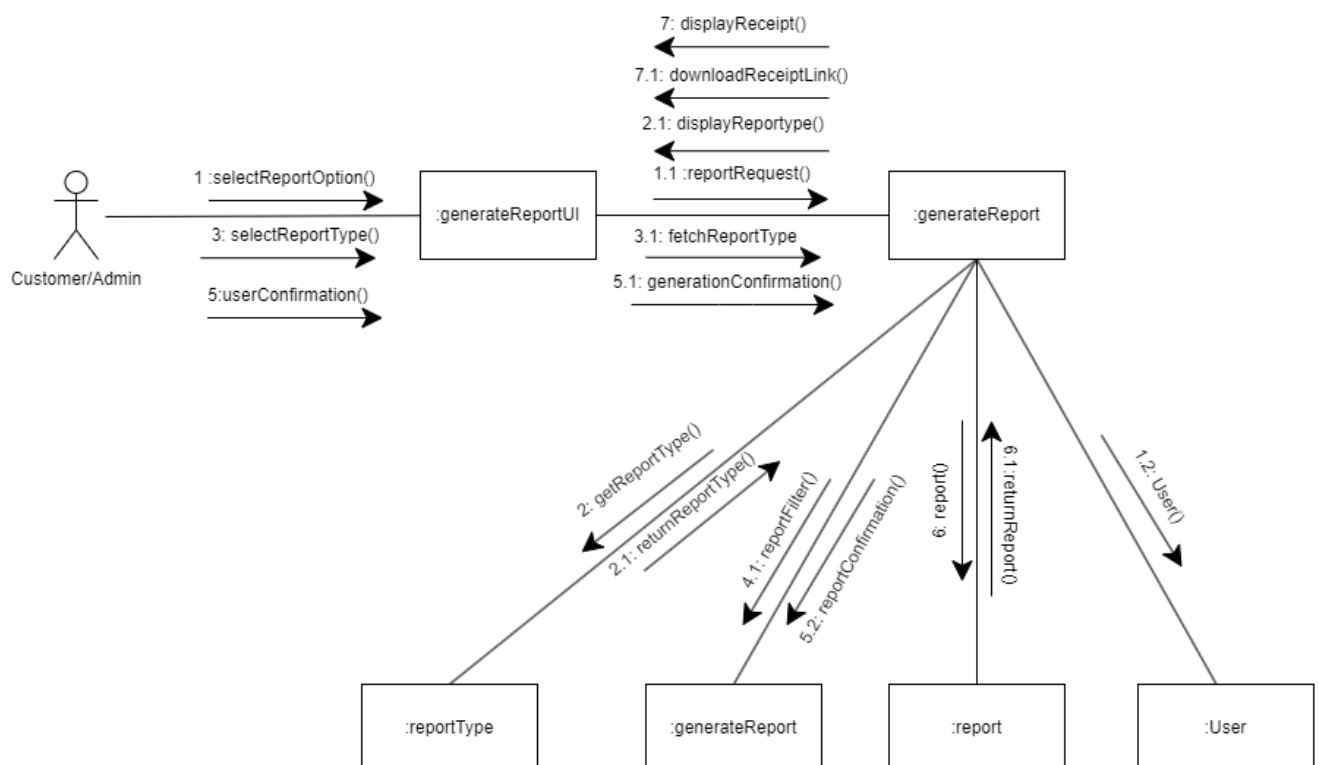 7: displayReceipt()
7.1: downloadReceiptLink()
2.1: displayReportype()
1 :selectReportOption()
1.1 :reportRequest()
:generateReportUI
:generateReport
3: selectReportType()
3.1: fetchReportType
Customer/Admin
5:userConfirmation()
5.1: generationConfirmation()
2: getReportType()
2.1: returnReportType()
4.1: reportFilter()
5.2: reportConfirmation()
6: report()
6.1:returnReport()
1.2: User()
:reportType
:generateReport
:report
:User